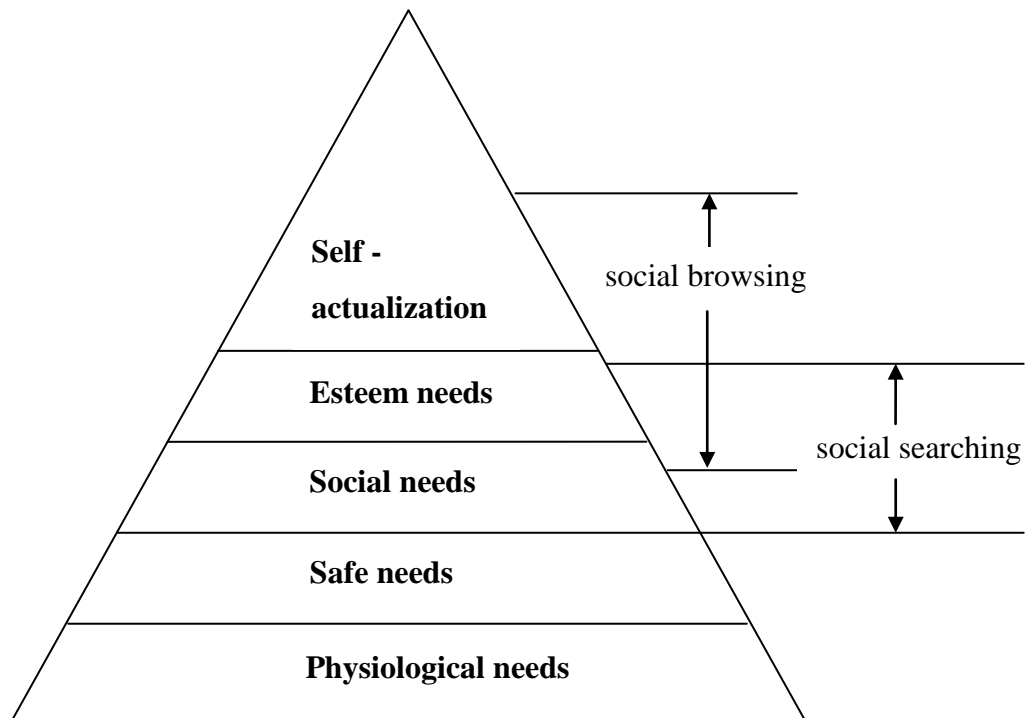 Self -
actualization
social browsing
Esteem needs
social searching
Social needs
Safe needs
Physiological needs